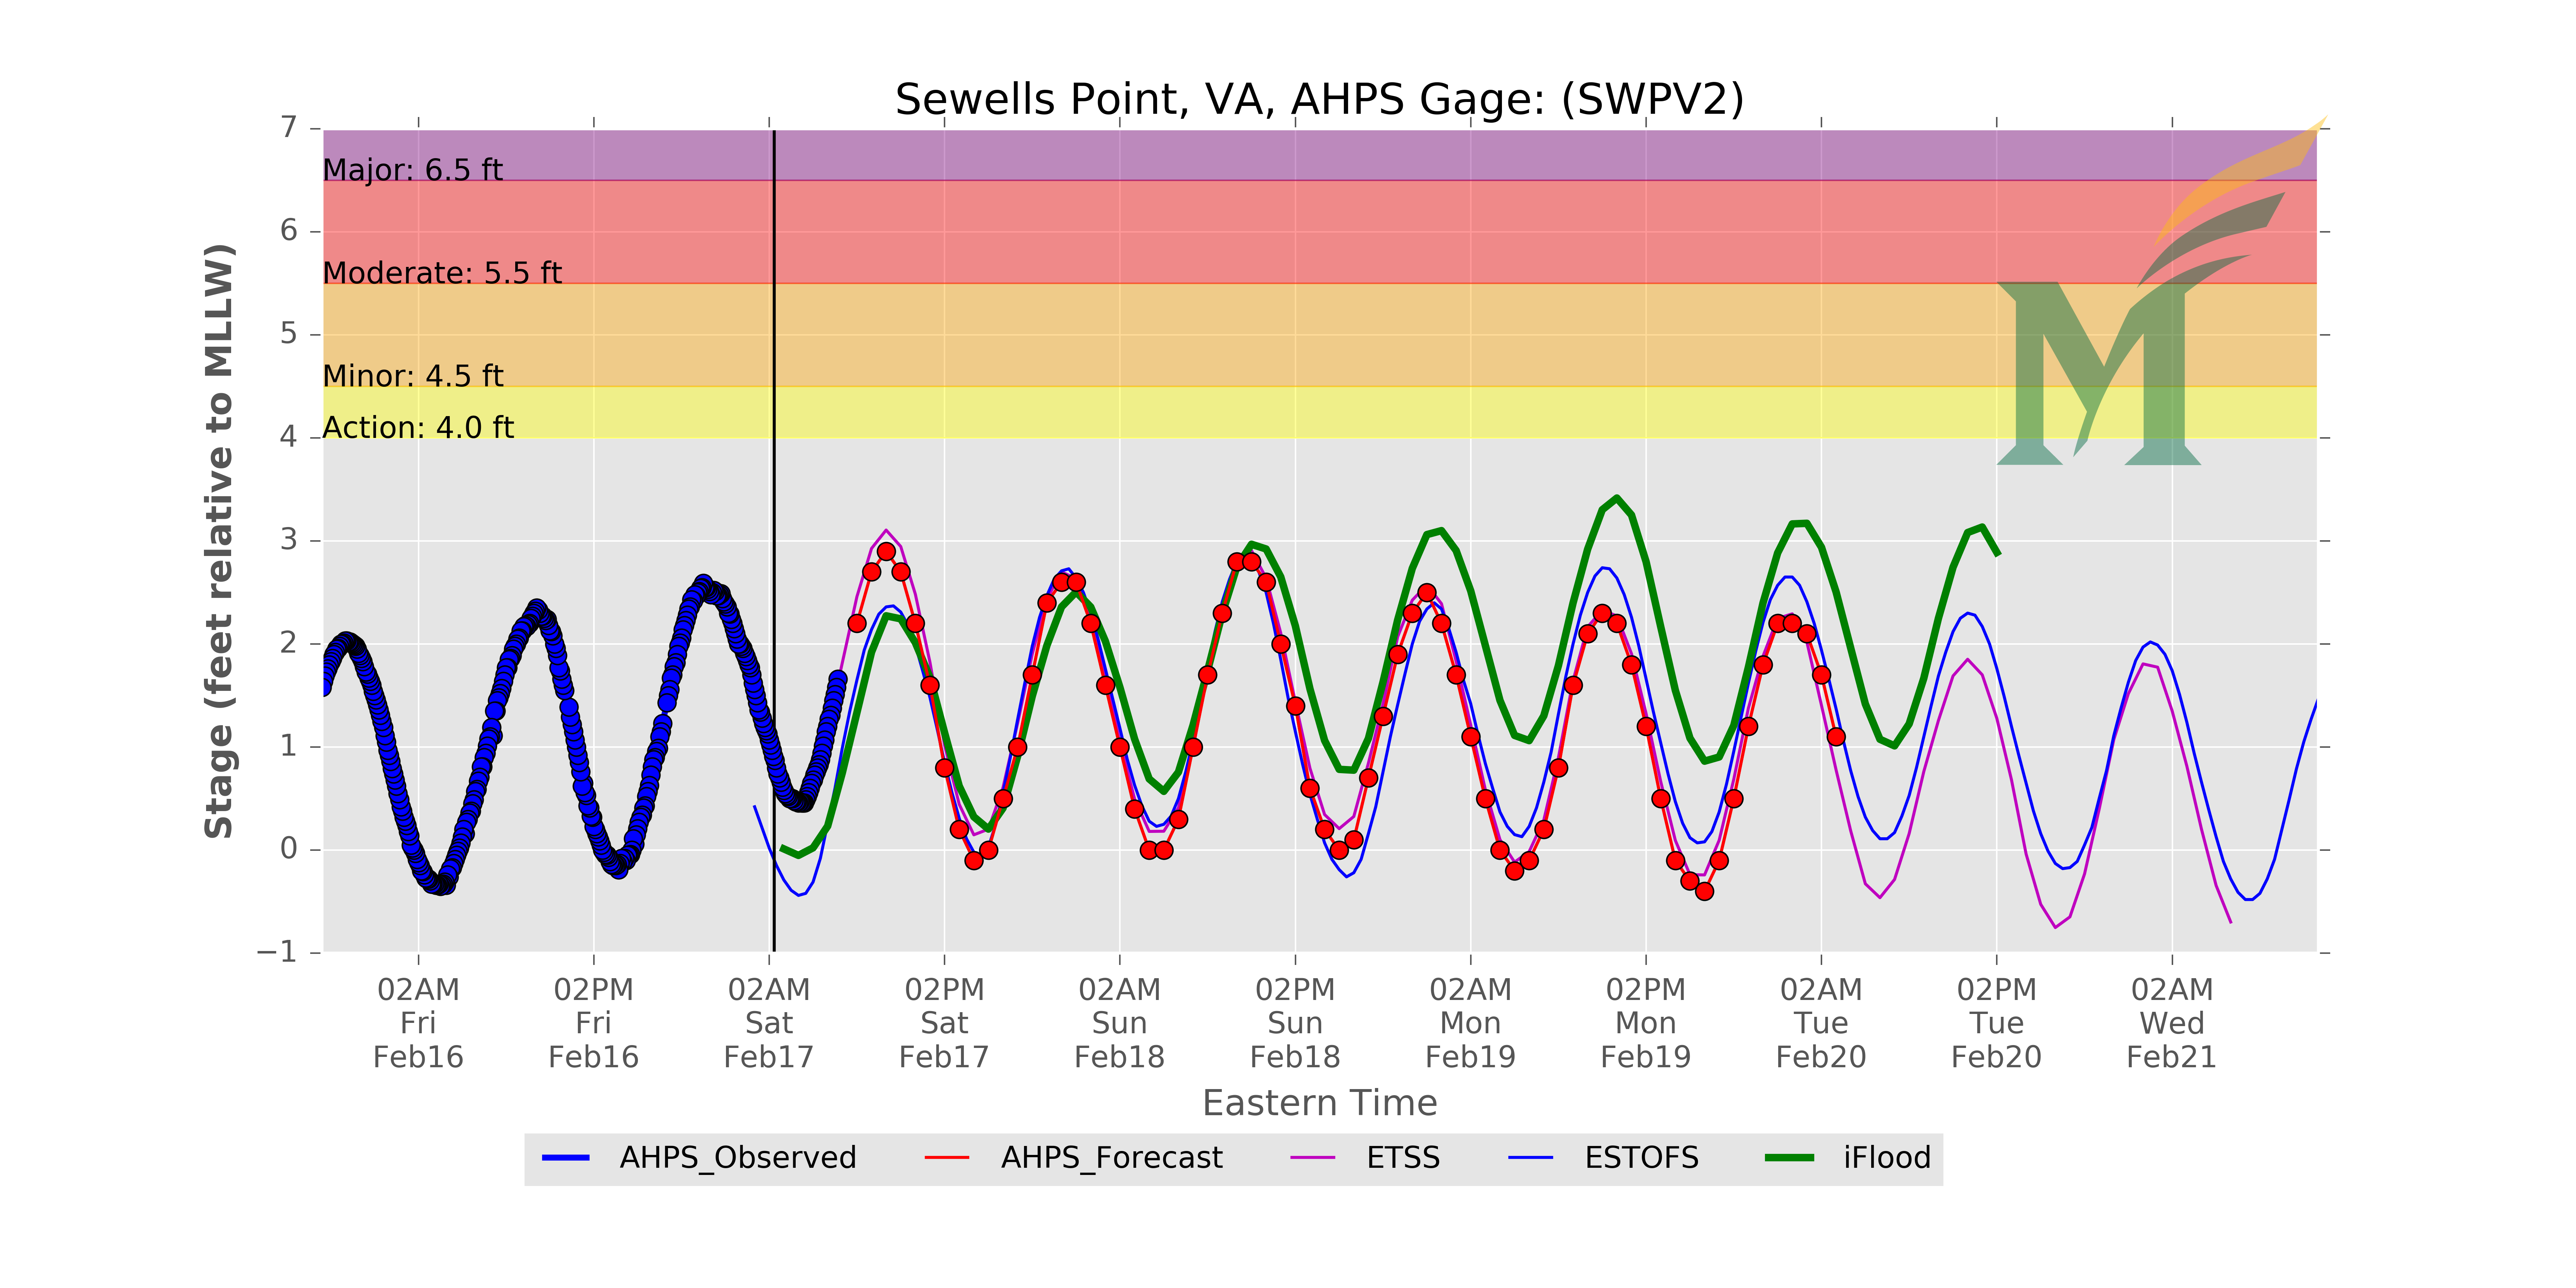 Sewells Point, VA, AHPS Gage: (SWPV2)
Stage (feet relative to MLLW)
7
6
5
4
3
2
1
0
−1
Major: 6.5 ft
Moderate: 5.5 ft
Minor: 4.5 ft
Action: 4.0 ft
M
02AM 02PM 02AM 02PM 02AM 02PM 02AM 02PM 02AM 02PM 02AM
Fri Fri Sat Sat Sun Sun Mon Mon Tue Tue Wed
Feb16 Feb16 Feb17 Feb17 Feb18 Feb18 Feb19 Feb19 Feb20 Feb20 Feb21
Eastern Time
AHPS_Observed AHPS_Forecast ETSS ESTOFS iFlood